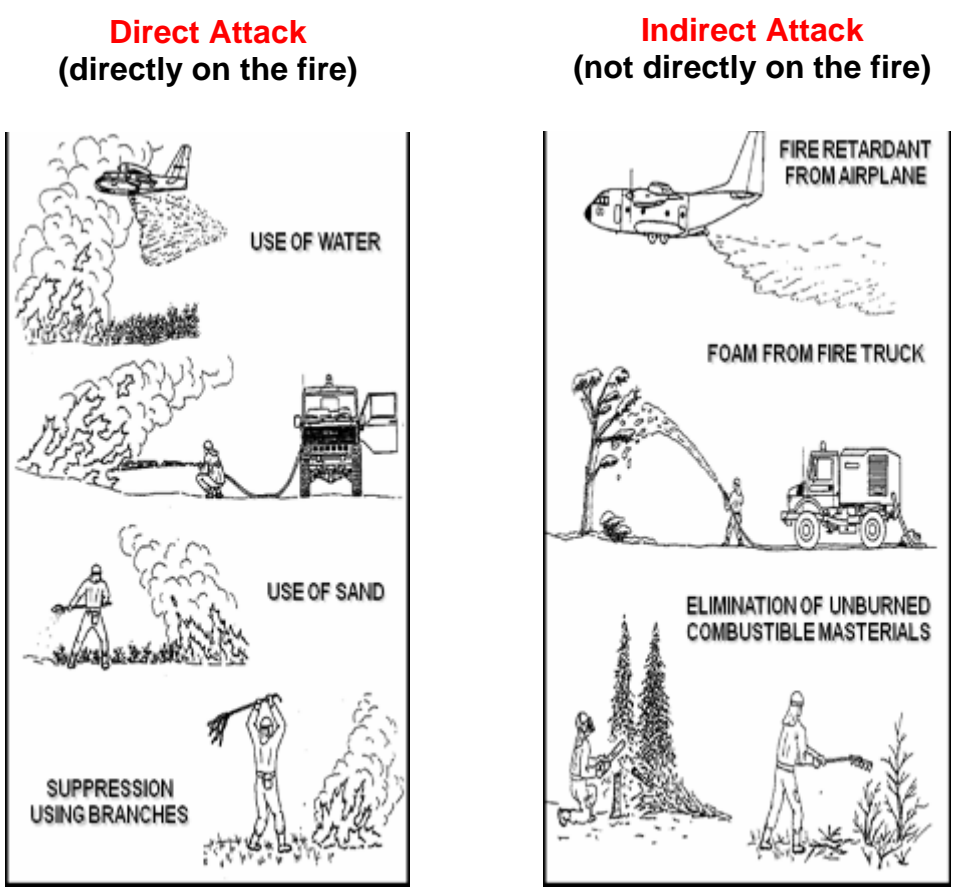 Direct Attack
(directly on the fire)
USE OF WATER
USE OF SAND
SUPPRESSION
USIING BRANCHES
Indirect Attack
(not directly on the fire)
FIRE RETARDANT
FROM AIRPLANE
FOAM FROM FIRE TRUCK
ELIMINATION OF UNBURNED
COMBUSTIBLE MASTERIALS